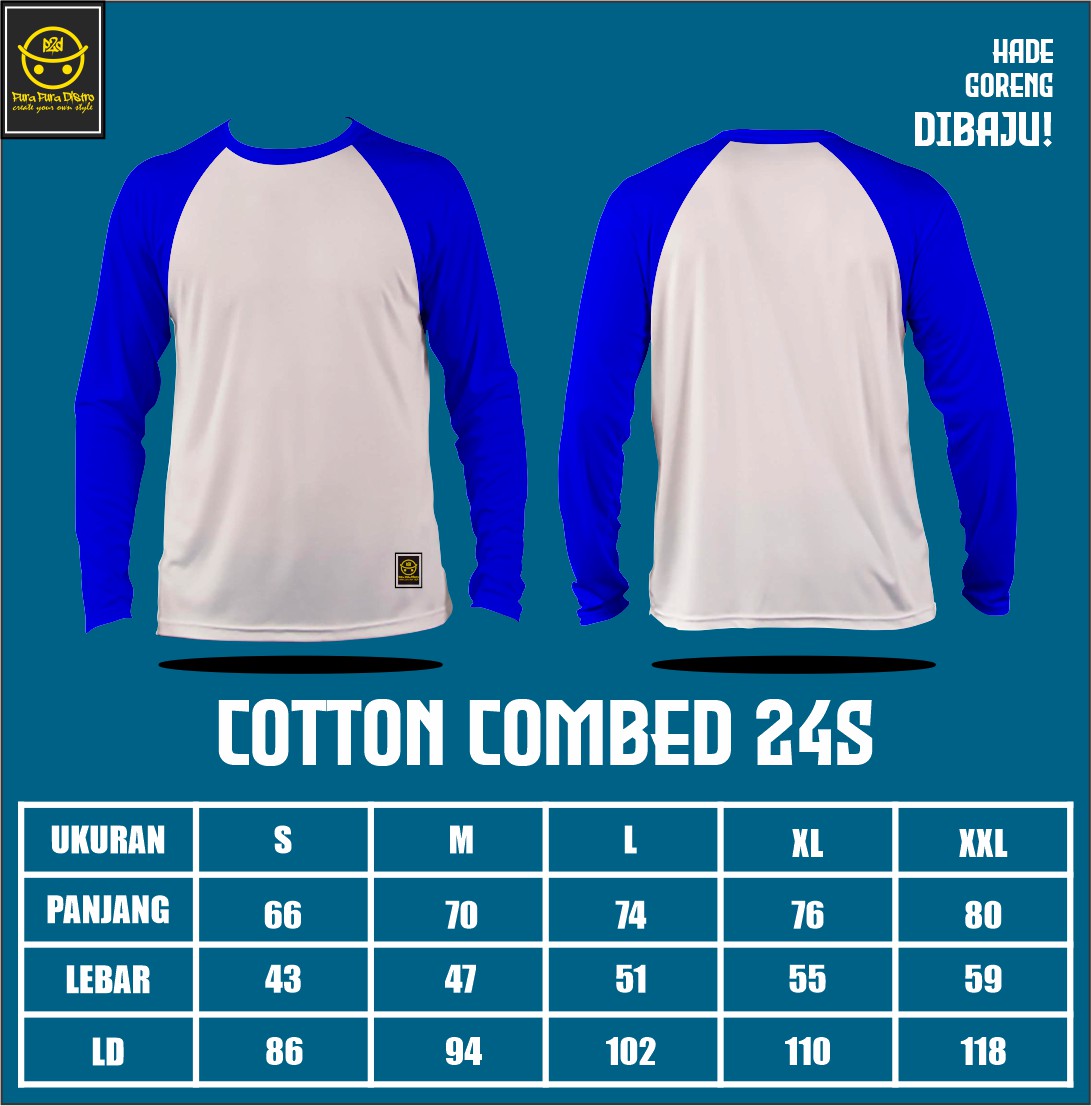 p2d
Pura Pura Distro
create your own style
HADE
GORENG
DIBAJU!
COTTON COMBED 24S
UKURAN S M L XL XXL
PANJANG 66 70 74 76 80
LEBAR 43 47 51 55 59
LD 86 94 102 110 118